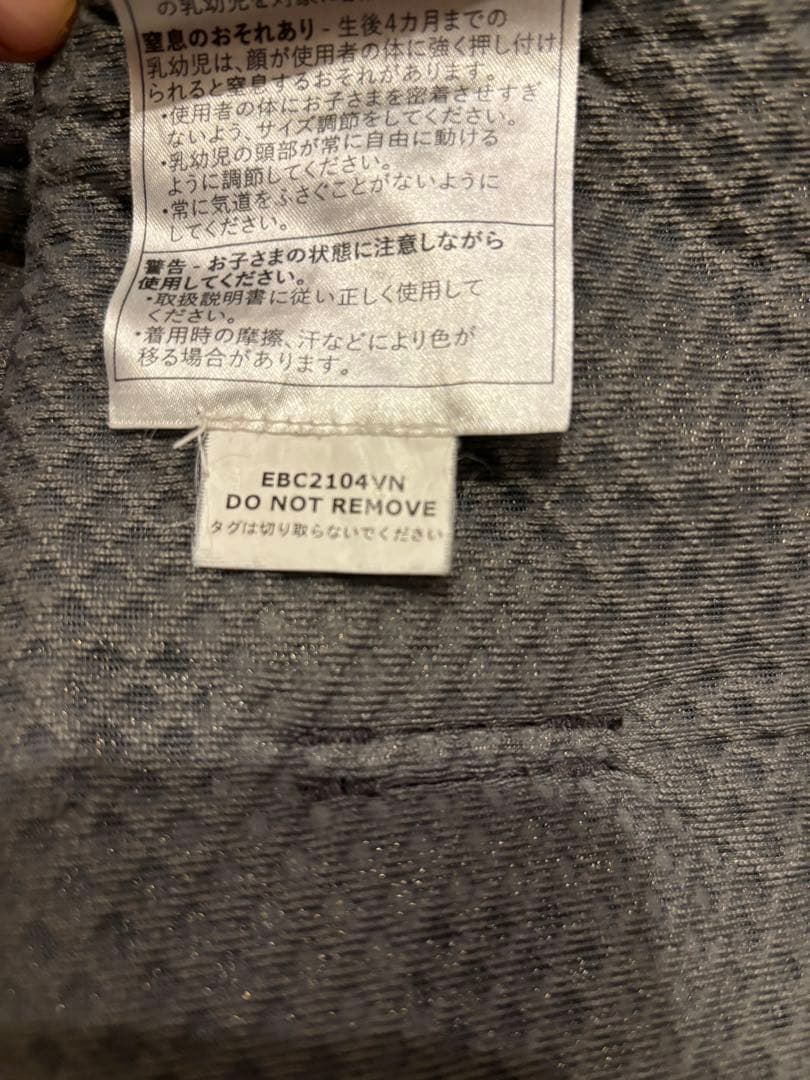 の乳幼児を対象に
窒息のおそれあり - 生後4カ月までの
乳幼児は、顔が使用者の体に強く押し付け
られると窒息するおそれがあります。
・使用者の体にお子さまを密着させすぎ
ないよう、サイズ調節をしてください。
・乳幼児の頭部が常に自由に動ける
ように調節してください。
・常に気道をふさぐことがないように
してください。
警告 - お子さまの状態に注意しながら
使用してください。
・取扱説明書に従い正しく使用して
ください。
・着用時の摩擦、汗などにより色が
移る場合があります。
EBC2104VN
DO NOT REMOVE
タグは切り取らないでください